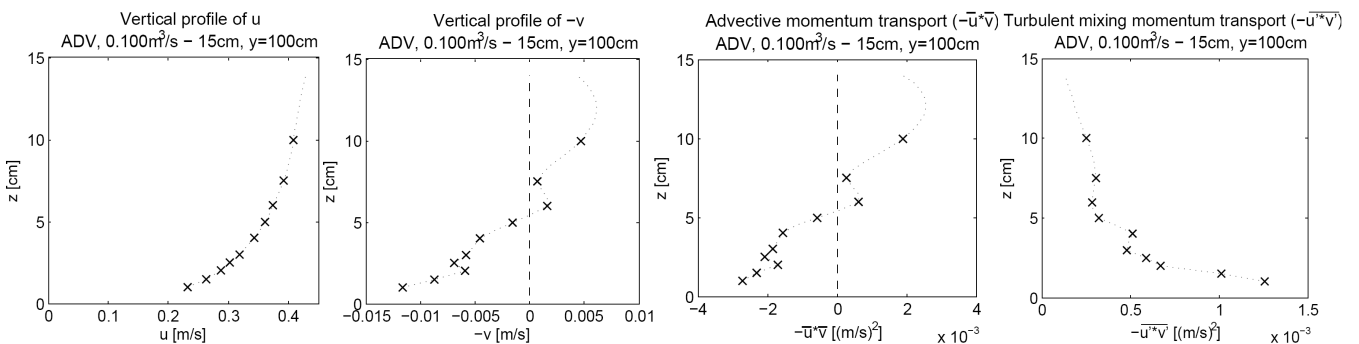 Vertical profile of u
ADV, 0.100m³/s − 15cm, y=100cm
15
10
5
0
z [cm]
0 0.1 0.2 0.3 0.4
u [m/s]
Vertical profile of −v
ADV, 0.100m³/s − 15cm, y=100cm
15
10
5
0
z [cm]
−0.015 −0.01 −0.005 0 0.005 0.01
−v [m/s]
Advective momentum transport (−u̅*v̅)
ADV, 0.100m³/s − 15cm, y=100cm
15
10
5
0
z [cm]
−4 −2 0 2 4
−u̅*v̅ [(m/s)²]
x 10⁻³
Turbulent mixing momentum transport (−u̅'̅*̅v̅'̅)
ADV, 0.100m³/s − 15cm, y=100cm
15
10
5
0
z [cm]
0 0.5 1 1.5
−u̅'̅*̅v̅'̅ [(m/s)²]
x 10⁻³